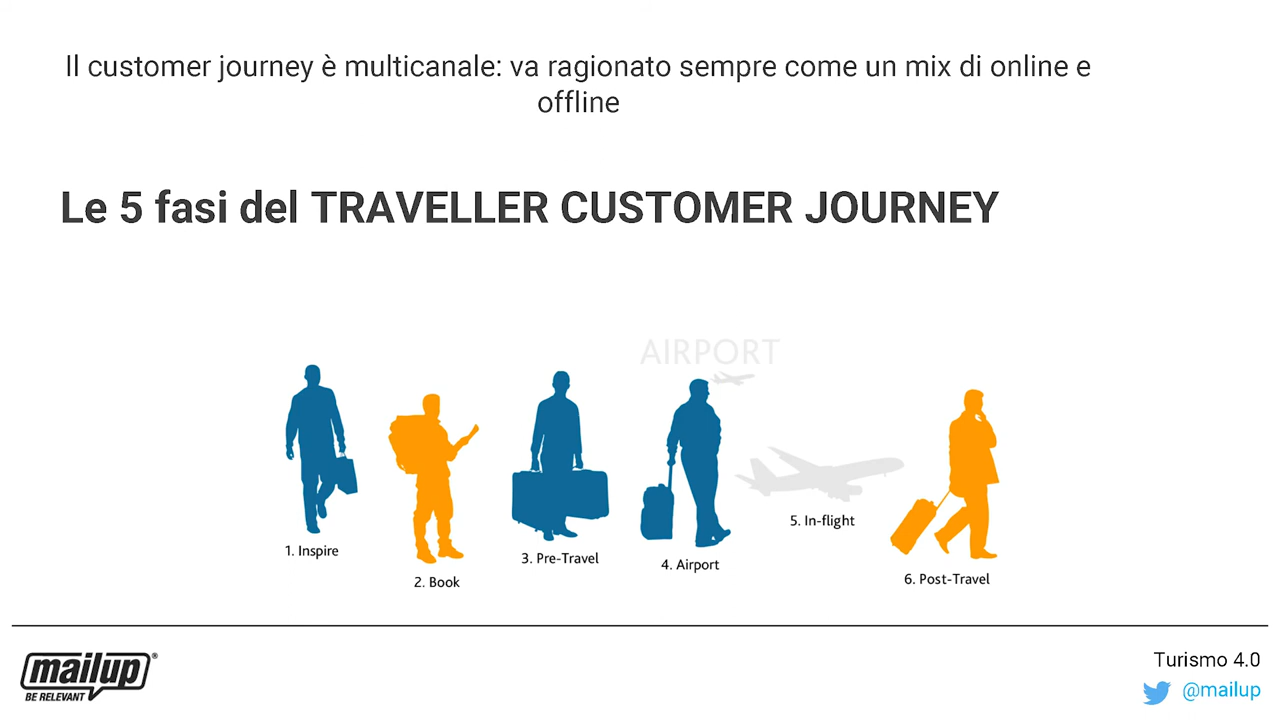 Il customer journey è multicanale: va ragionato sempre come un mix di online e
offline
Le 5 fasi del TRAVELLER CUSTOMER JOURNEY
AIRPORT
1. Inspire
2. Book
3. Pre-Travel
4. Airport
5. In-flight
6. Post-Travel
mailup®
BE RELEVANT
Turismo 4.0
@mailup